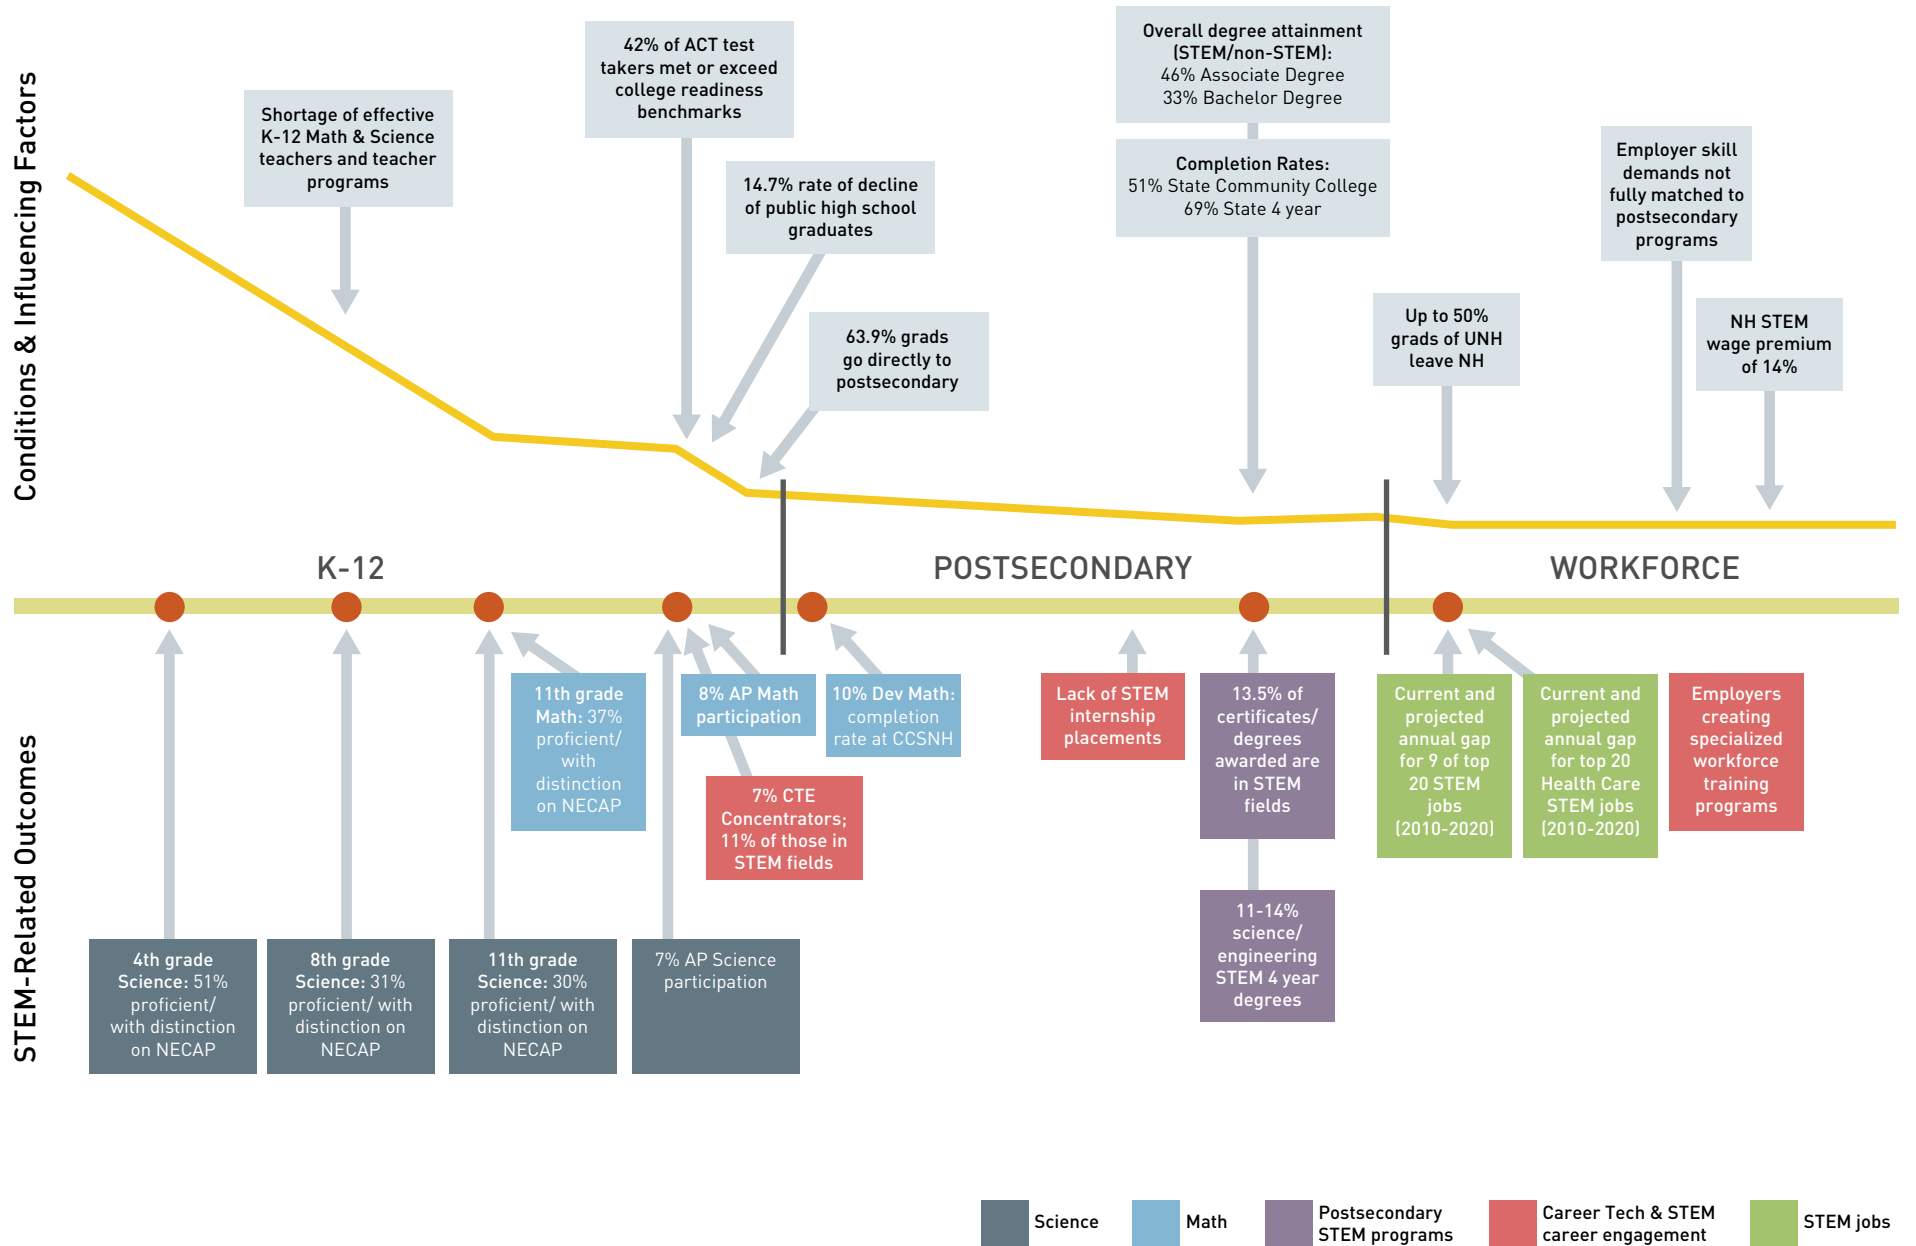 Conditions & Influencing Factors
Shortage of effective
K-12 Math & Science
teachers and teacher
programs
42% of ACT test
takers met or exceed
college readiness
benchmarks
14.7% rate of decline
of public high school
graduates
63.9% grads
go directly to
postsecondary
Overall degree attainment
(STEM/non-STEM):
46% Associate Degree
33% Bachelor Degree
Completion Rates:
51% State Community College
69% State 4 year
Up to 50%
grads of UNH
leave NH
Employer skill
demands not
fully matched to
postsecondary
programs
NH STEM
wage premium
of 14%
K-12
POSTSECONDARY
WORKFORCE
STEM-Related Outcomes
4th grade
Science: 51%
proficient/
with distinction
on NECAP
8th grade
Science: 31%
proficient/ with
distinction on
NECAP
11th grade
Science: 30%
proficient/ with
distinction on
NECAP
11th grade
Math: 37%
proficient/
with
distinction
on NECAP
7% AP Science
participation
8% AP Math
participation
7% CTE
Concentrators;
11% of those in
STEM fields
10% Dev Math:
completion
rate at CCSNH
Lack of STEM
internship
placements
13.5% of
certificates/
degrees
awarded are
in STEM
fields
11-14%
science/
engineering
STEM 4 year
degrees
Current and
projected
annual gap
for 9 of top
20 STEM
jobs
(2010-2020)
Current and
projected
annual gap
for top 20
Health Care
STEM jobs
(2010-2020)
Employers
creating
specialized
workforce
training
programs
Science
Math
Postsecondary
STEM programs
Career Tech & STEM
career engagement
STEM jobs